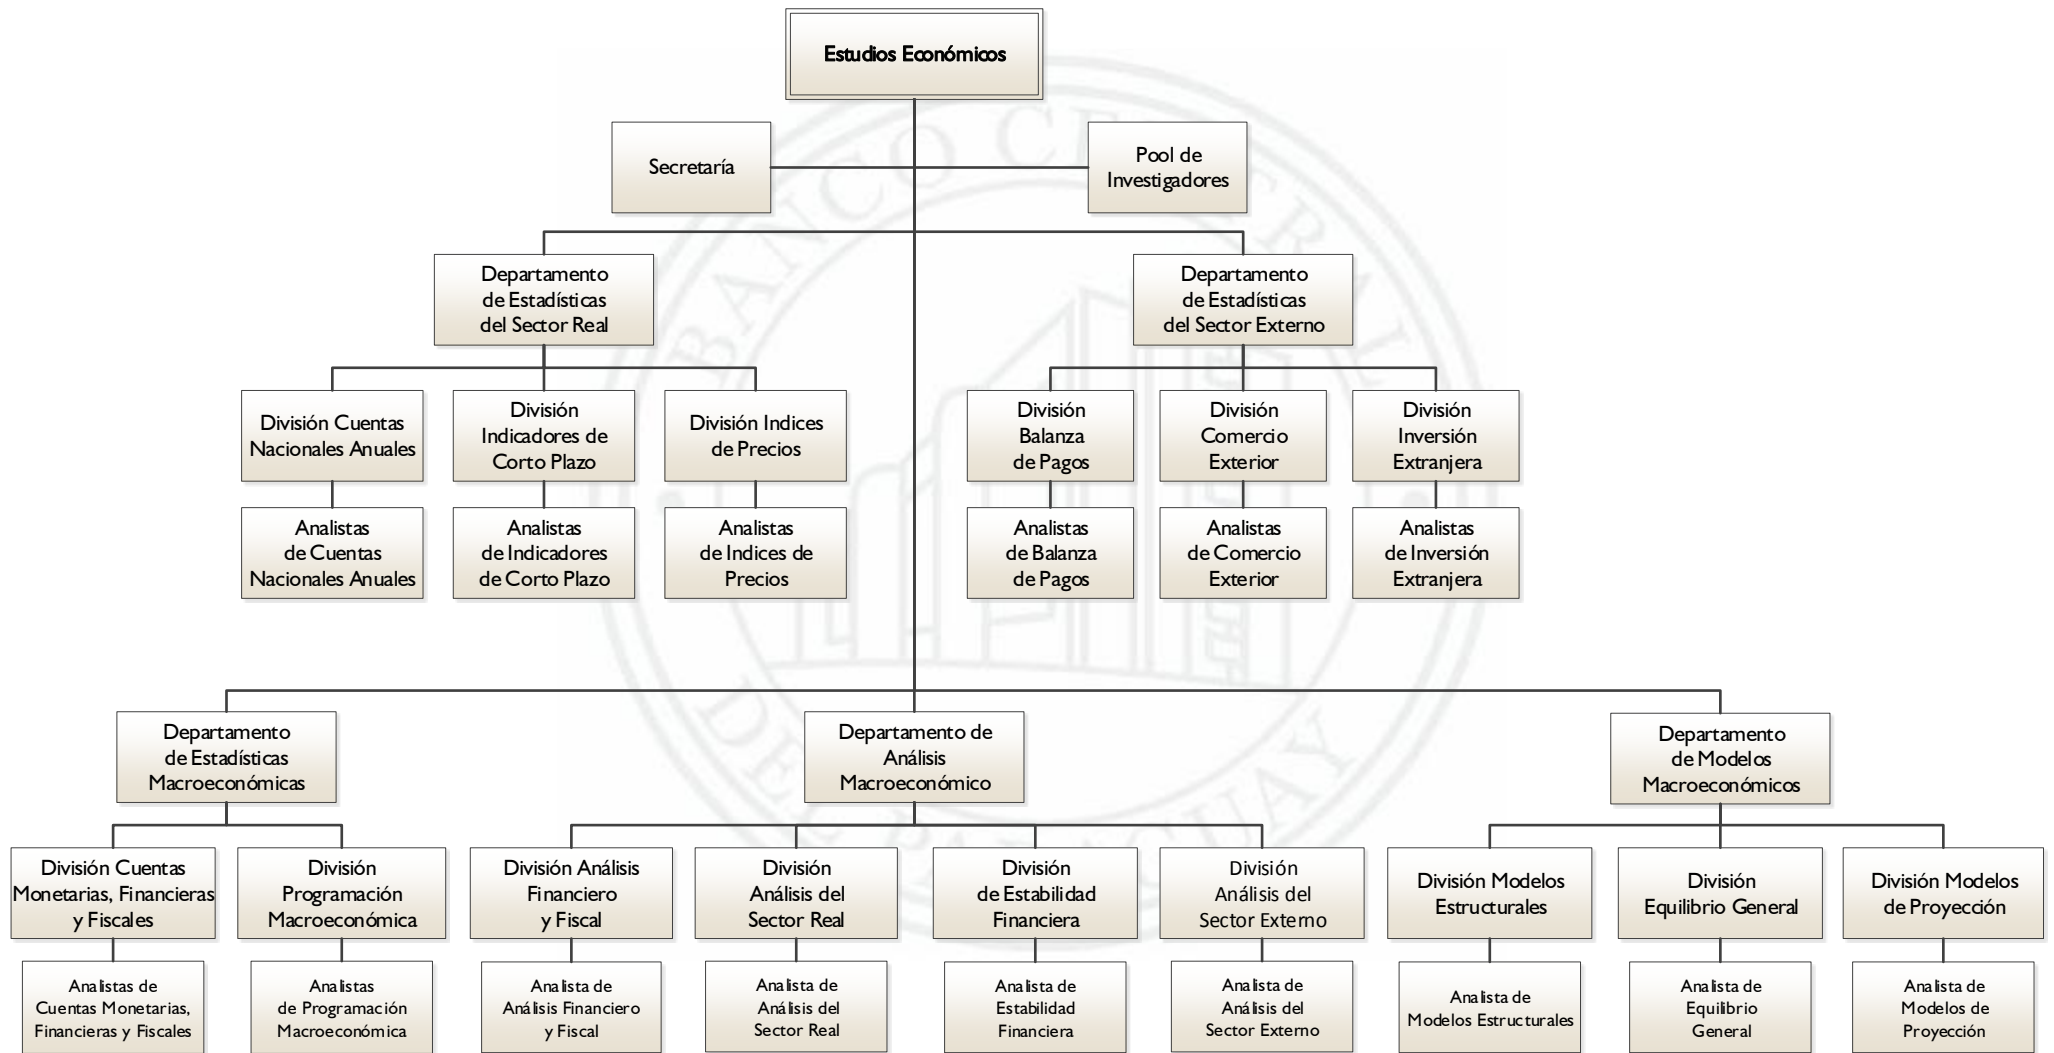 Estudios Económicos
Secretaría
Pool de
Investigadores
Departamento
de Estadísticas
del Sector Real
Departamento
de Estadísticas
del Sector Externo
División Cuentas
Nacionales Anuales
División
Indicadores de
Corto Plazo
División Indices
de Precios
División
Balanza
de Pagos
División
Comercio
Exterior
División
Inversión
Extranjera
Analistas
de Cuentas
Nacionales Anuales
Analistas
de Indicadores
de Corto Plazo
Analistas
de Indices de
Precios
Analistas
de Balanza
de Pagos
Analistas
de Comercio
Exterior
Analistas
de Inversión
Extranjera
Departamento
de Estadísticas
Macroeconómicas
Departamento de
Análisis
Macroeconómico
Departamento
de Modelos
Macroeconómicos
División Cuentas
Monetarias, Financieras
y Fiscales
División
Programación
Macroeconómica
División Análisis
Financiero
y Fiscal
División
Análisis del
Sector Real
División
de Estabilidad
Financiera
División
Análisis del
Sector Externo
División Modelos
Estructurales
División
Equilibrio General
División Modelos
de Proyección
Analistas de
Cuentas Monetarias,
Financieras y Fiscales
Analistas
de Programación
Macroeconómica
Analista de
Análisis Financiero
y Fiscal
Analista de
Análisis del
Sector Real
Analista de
Estabilidad
Financiera
Analista de
Análisis del
Sector Externo
Analista de
Modelos Estructurales
Analista de
Equilibrio
General
Analista de
Modelos de
Proyección
BANCO CENTRAL
DEL PARAGUAY